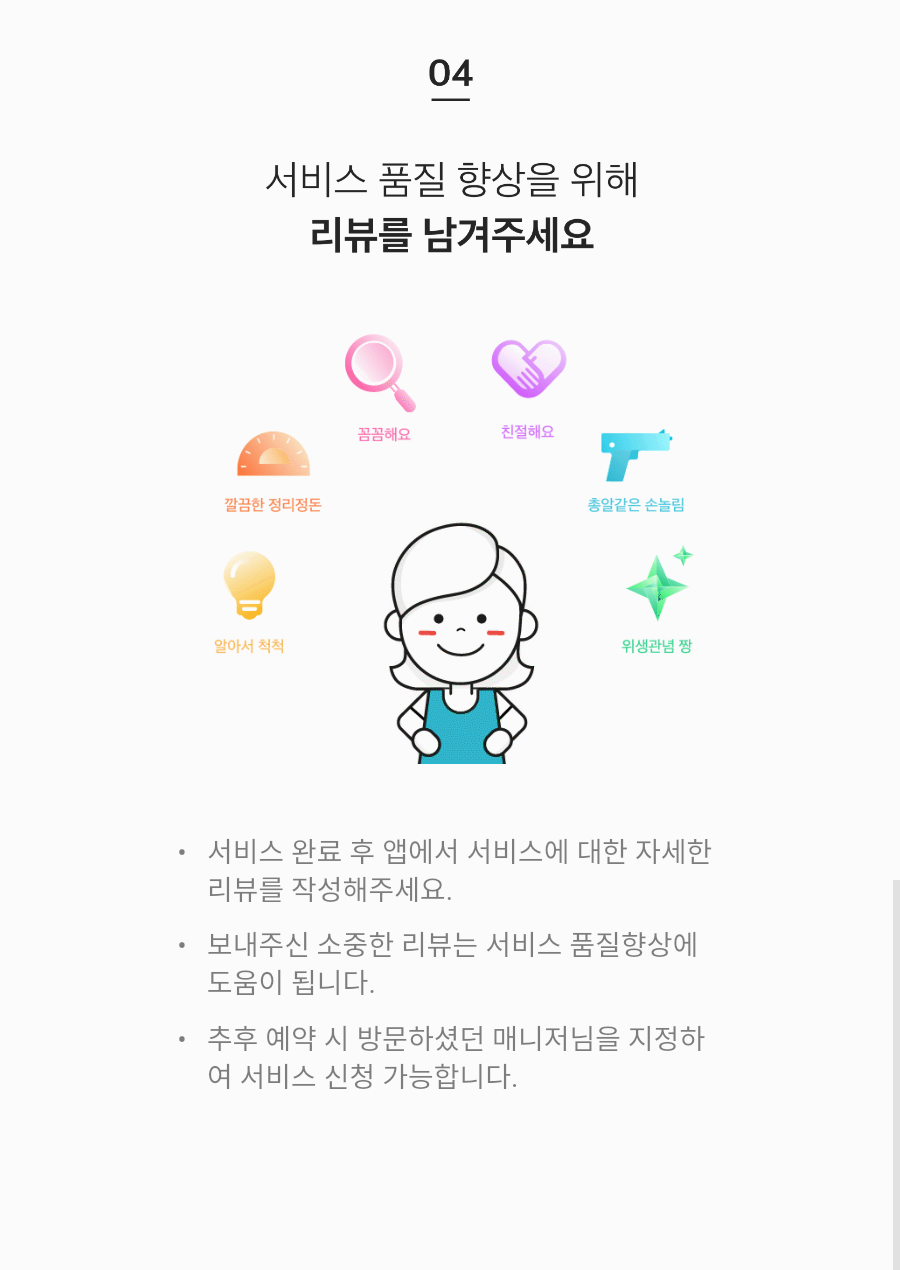 04
서비스 품질 향상을 위해
리뷰를 남겨주세요
꼼꼼해요
친절해요
깔끔한 정리정돈
총알같은 손놀림
알아서 척척
위생관념 짱
• 서비스 완료 후 앱에서 서비스에 대한 자세한
리뷰를 작성해주세요.
• 보내주신 소중한 리뷰는 서비스 품질향상에
도움이 됩니다.
• 추후 예약 시 방문하셨던 매니저님을 지정하
여 서비스 신청 가능합니다.